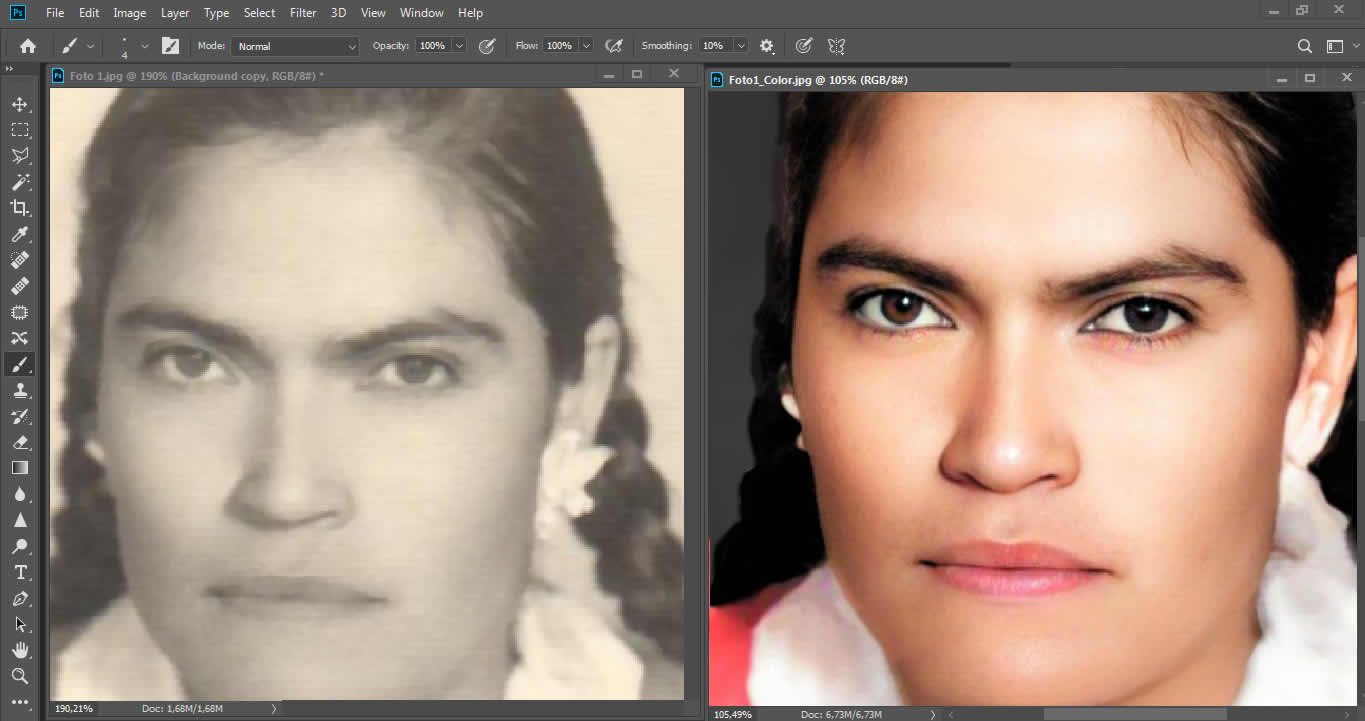 Ps File Edit Image Layer Type Select Filter 3D View Window Help
4 Mode: Normal Opacity: 100% Flow: 100% Smoothing: 10%
Ps Foto 1.jpg @ 190% (Background copy, RGB/8#) *
Ps Foto1_Color.jpg @ 105% (RGB/8#)
T
190,21% Doc: 1,68M/1,68M
105,49% Doc: 6,73M/6,73M